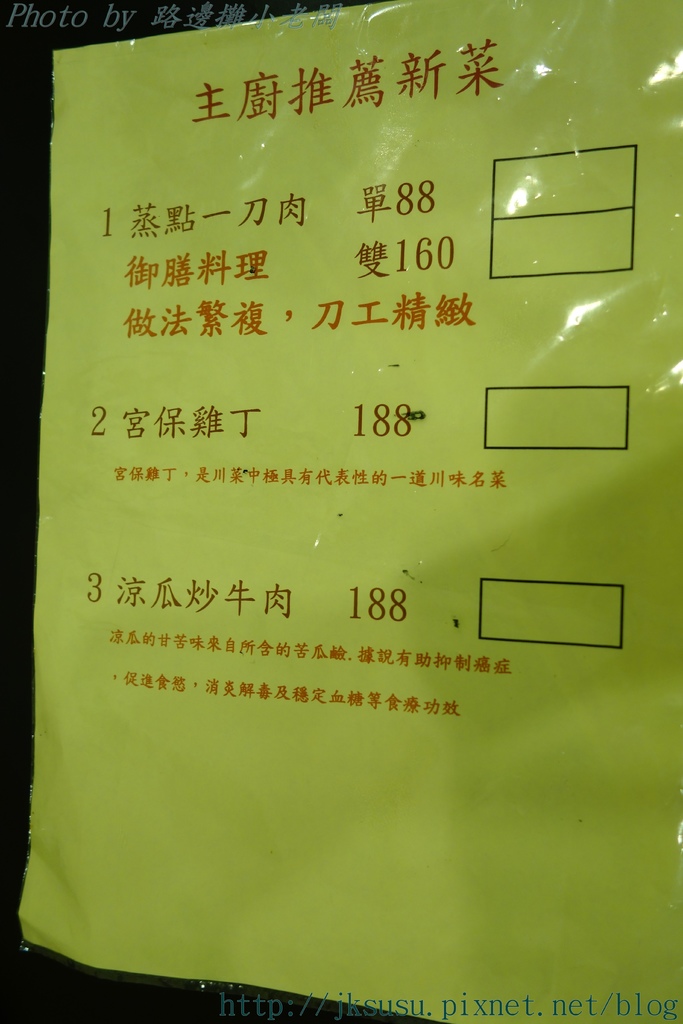 Photo by 路邊攤小老闆
主廚推薦新菜
1 蒸點一刀肉 單88
御膳料理 雙160
做法繁複，刀工精緻
2 宮保雞丁 188
宮保雞丁，是川菜中極具有代表性的一道川味名菜
3 涼瓜炒牛肉 188
凉瓜的甘苦味來自所含的苦瓜鹼.據說有助抑制癌症
，促進食慾，消炎解毒及穩定血糖等食療功效
http://jksusu.pixnet.net/blog